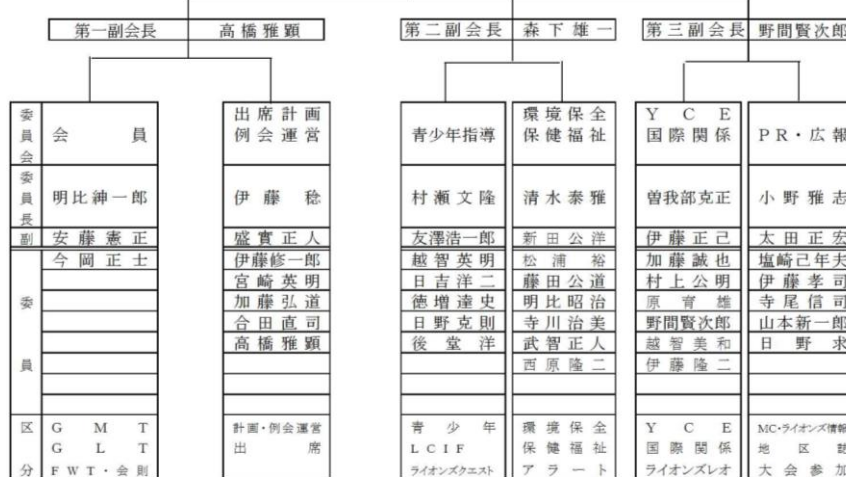 第一副会長 高橋雅顕 第二副会長 森下雄一 第三副会長 野間賢次郎
委員会 会員 出席計画 例会運営 青少年指導 環境保全 保健福祉 YCE 国際関係 PR・広報
委員長 明比紳一郎 伊藤稔 村瀬文隆 清水泰雅 曽我部克正 小野雅志
副 安藤憲正 盛實正人 友澤浩一郎 新田公洋 伊藤正己 太田正宏
委員 今岡正士 伊藤修一郎 越智英明 松浦裕 加藤誠也 塩崎己年夫
宮崎英明 日吉洋二 藤田公道 村上公明 伊藤孝司
加藤弘道 徳増達史 明比昭治 原育雄 寺尾信司
合田直司 日野克則 寺川治美 野間賢次郎 山本新一郎
高橋雅顕 後堂洋 武智正人 越智美和 日野求
西原隆二 伊藤隆二
区分 GMT 計画・例会運営 青少年 環境保全 YCE MC・ライオンズ情報
GLT 出席 LCIF 保健福祉 国際関係 地区誌
FWT・会則 ライオンズクエスト アラート ライオンズレオ 大会参加